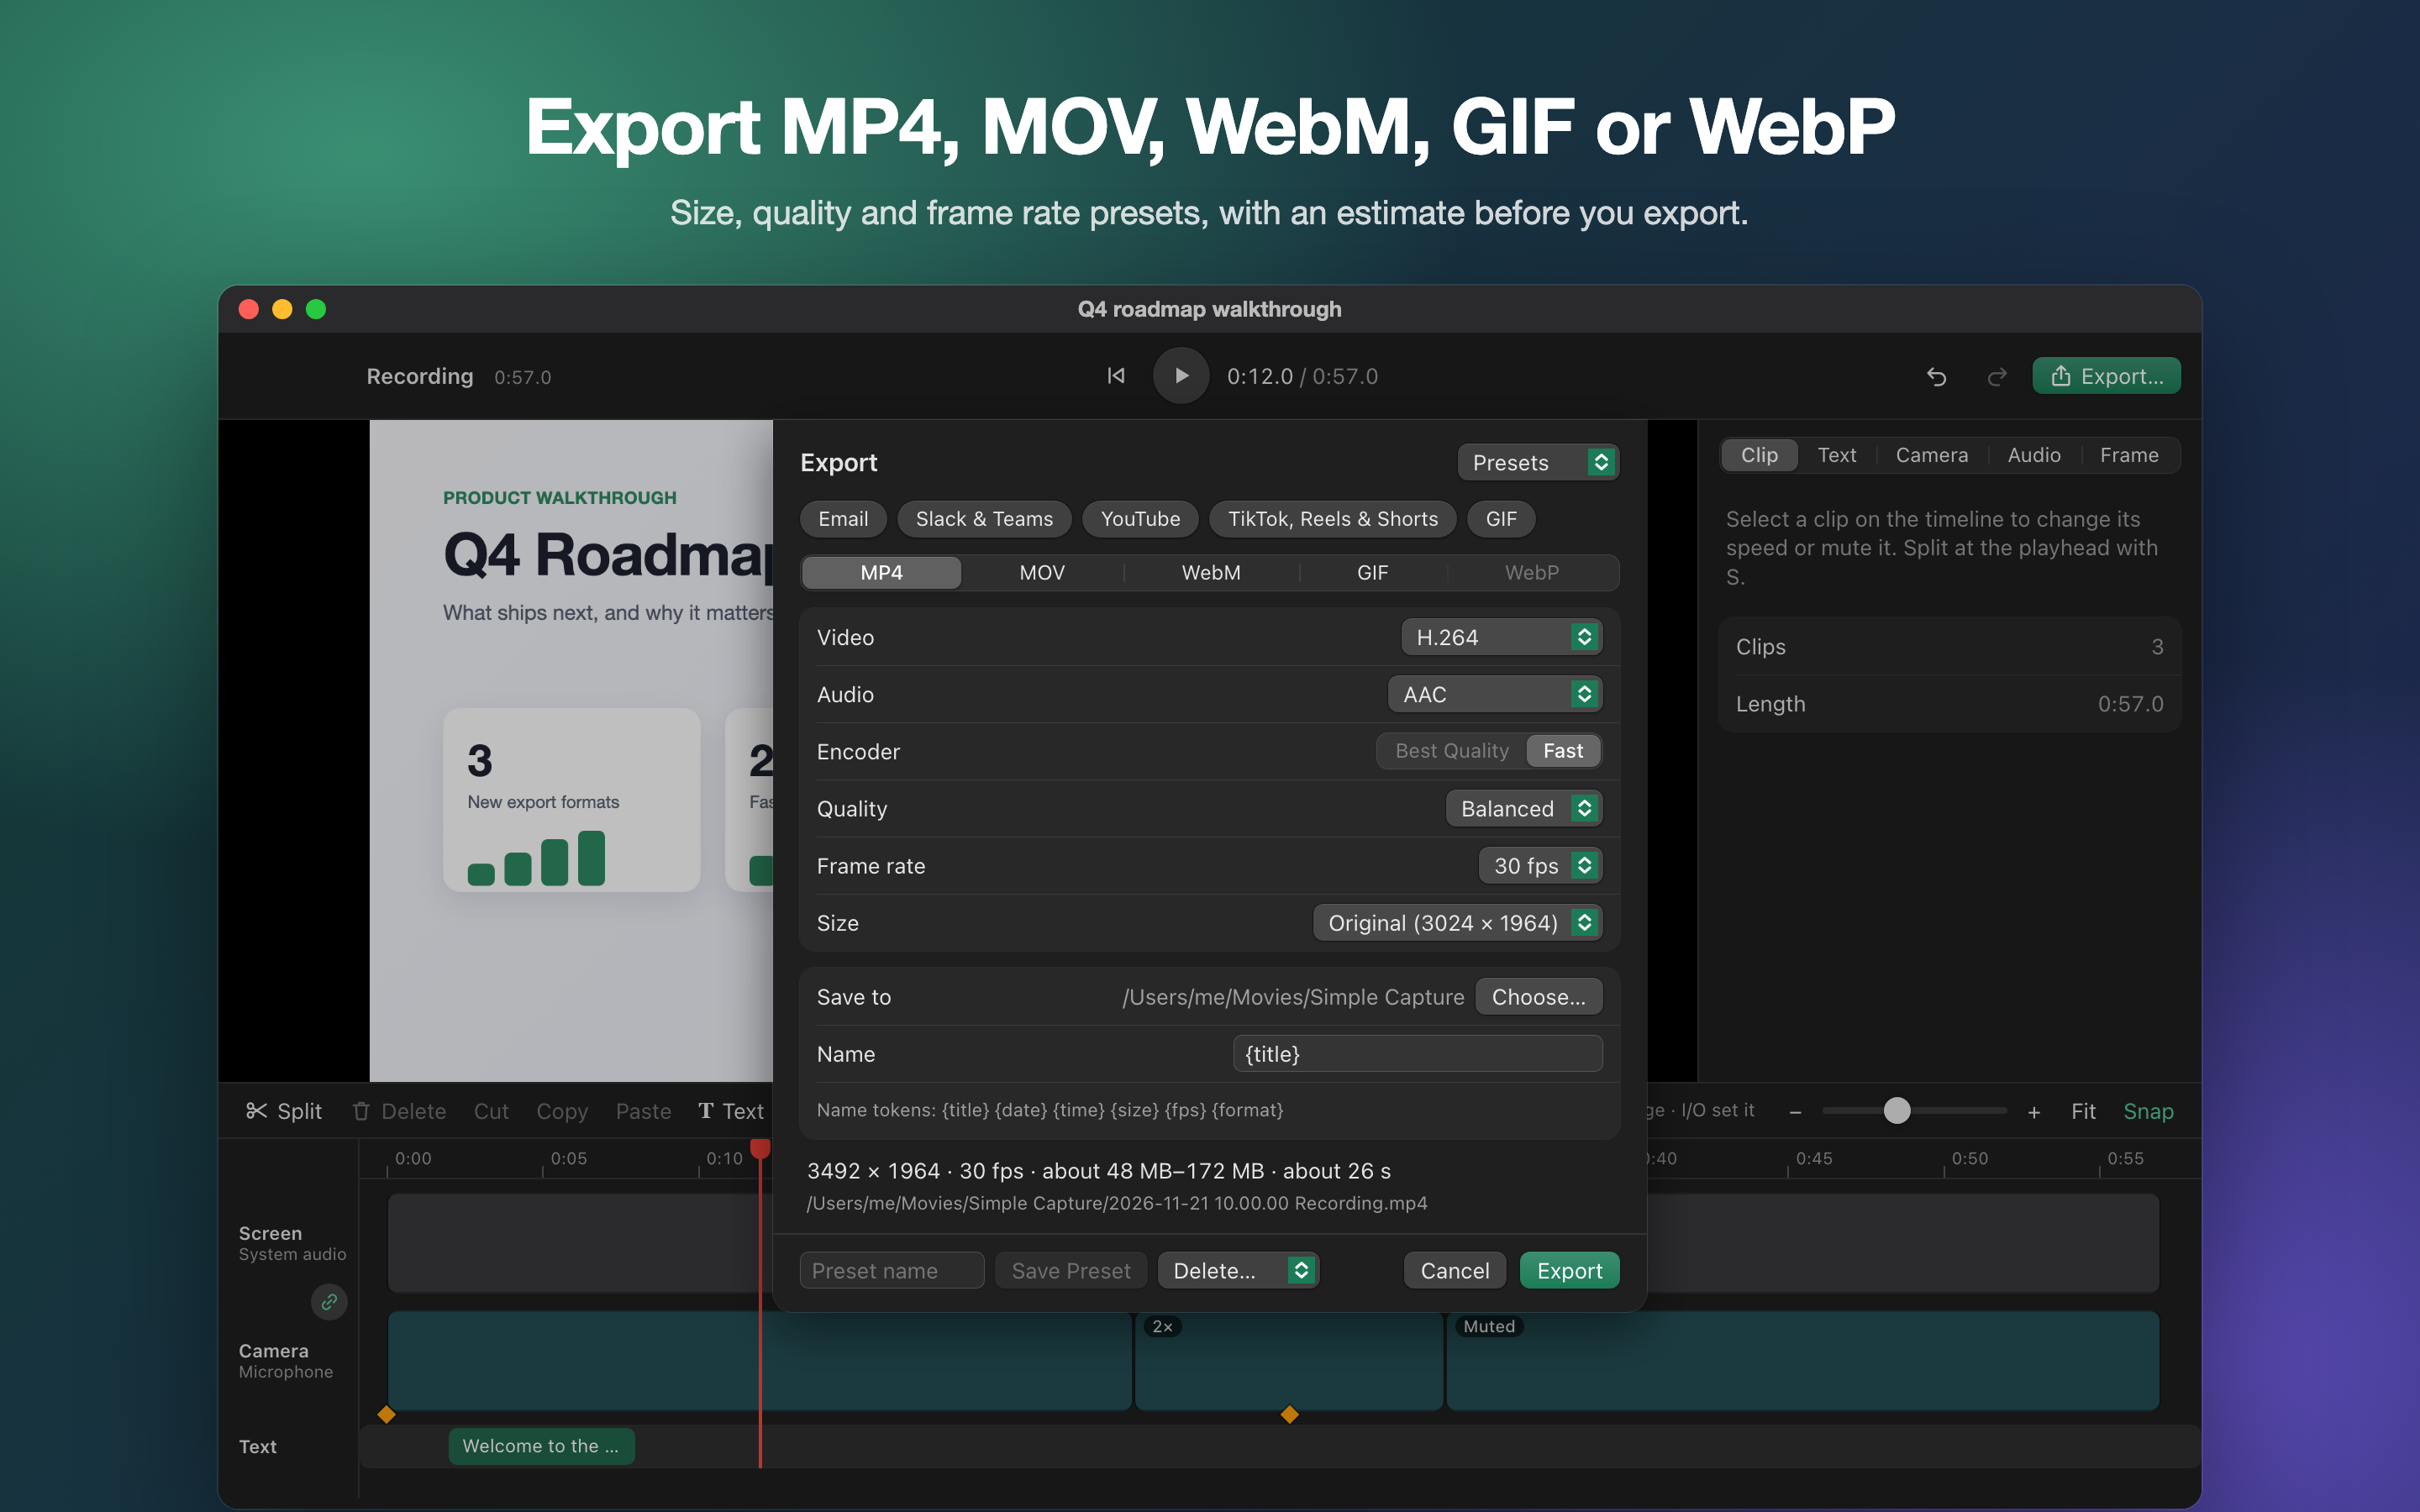 Export MP4, MOV, WebM, GIF or WebP
Size, quality and frame rate presets, with an estimate before you export.
Q4 roadmap walkthrough
Recording 0:57.0
0:12.0 / 0:57.0
Export...
PRODUCT WALKTHROUGH
Q4 Roadmap
What ships next, and why it matters
3
New export formats
2
Fas
Export
Presets
Email
Slack & Teams
YouTube
TikTok, Reels & Shorts
GIF
MP4
MOV
WebM
GIF
WebP
Video
H.264
Audio
AAC
Encoder
Best Quality
Fast
Quality
Balanced
Frame rate
30 fps
Size
Original (3024 × 1964)
Save to
/Users/me/Movies/Simple Capture
Choose...
Name
{title}
Name tokens: {title} {date} {time} {size} {fps} {format}
3492 × 1964 · 30 fps · about 48 MB–172 MB · about 26 s
/Users/me/Movies/Simple Capture/2026-11-21 10.00.00 Recording.mp4
Preset name
Save Preset
Delete...
Cancel
Export
Clip
Text
Camera
Audio
Frame
Select a clip on the timeline to change its
speed or mute it. Split at the playhead with
S.
Clips
3
Length
0:57.0
Split
Delete
Cut
Copy
Paste
T Text
ge · I/O set it
−
+
Fit
Snap
0:00
0:05
0:10
0:40
0:45
0:50
0:55
Screen
System audio
Camera
Microphone
2×
Muted
Text
Welcome to the ...